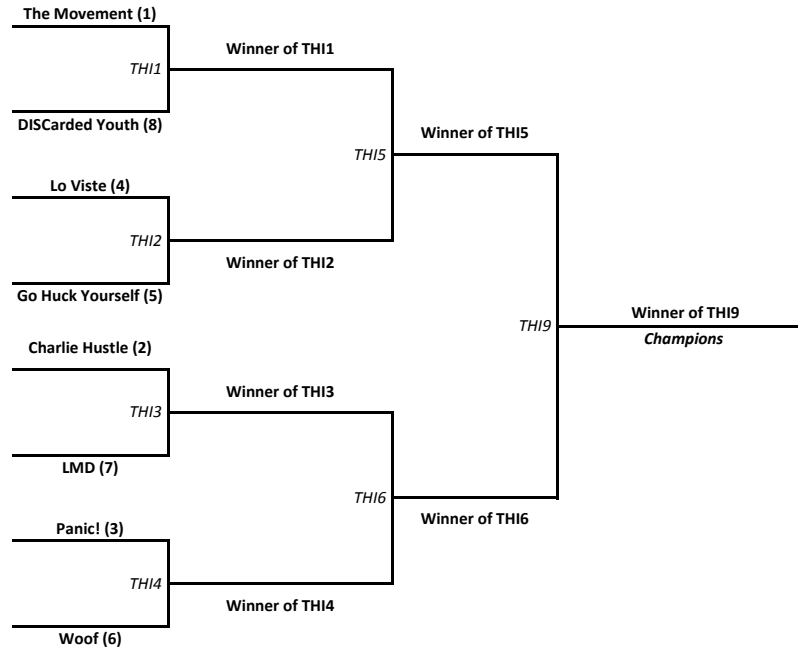 The Movement (1)
THI1
DISCarded Youth (8)
Winner of THI1
Lo Viste (4)
THI2
Go Huck Yourself (5)
Winner of THI2
THI5
Winner of THI5
Charlie Hustle (2)
THI3
LMD (7)
Winner of THI3
Panic! (3)
THI4
Woof (6)
Winner of THI4
THI6
Winner of THI6
THI9
Winner of THI9
Champions